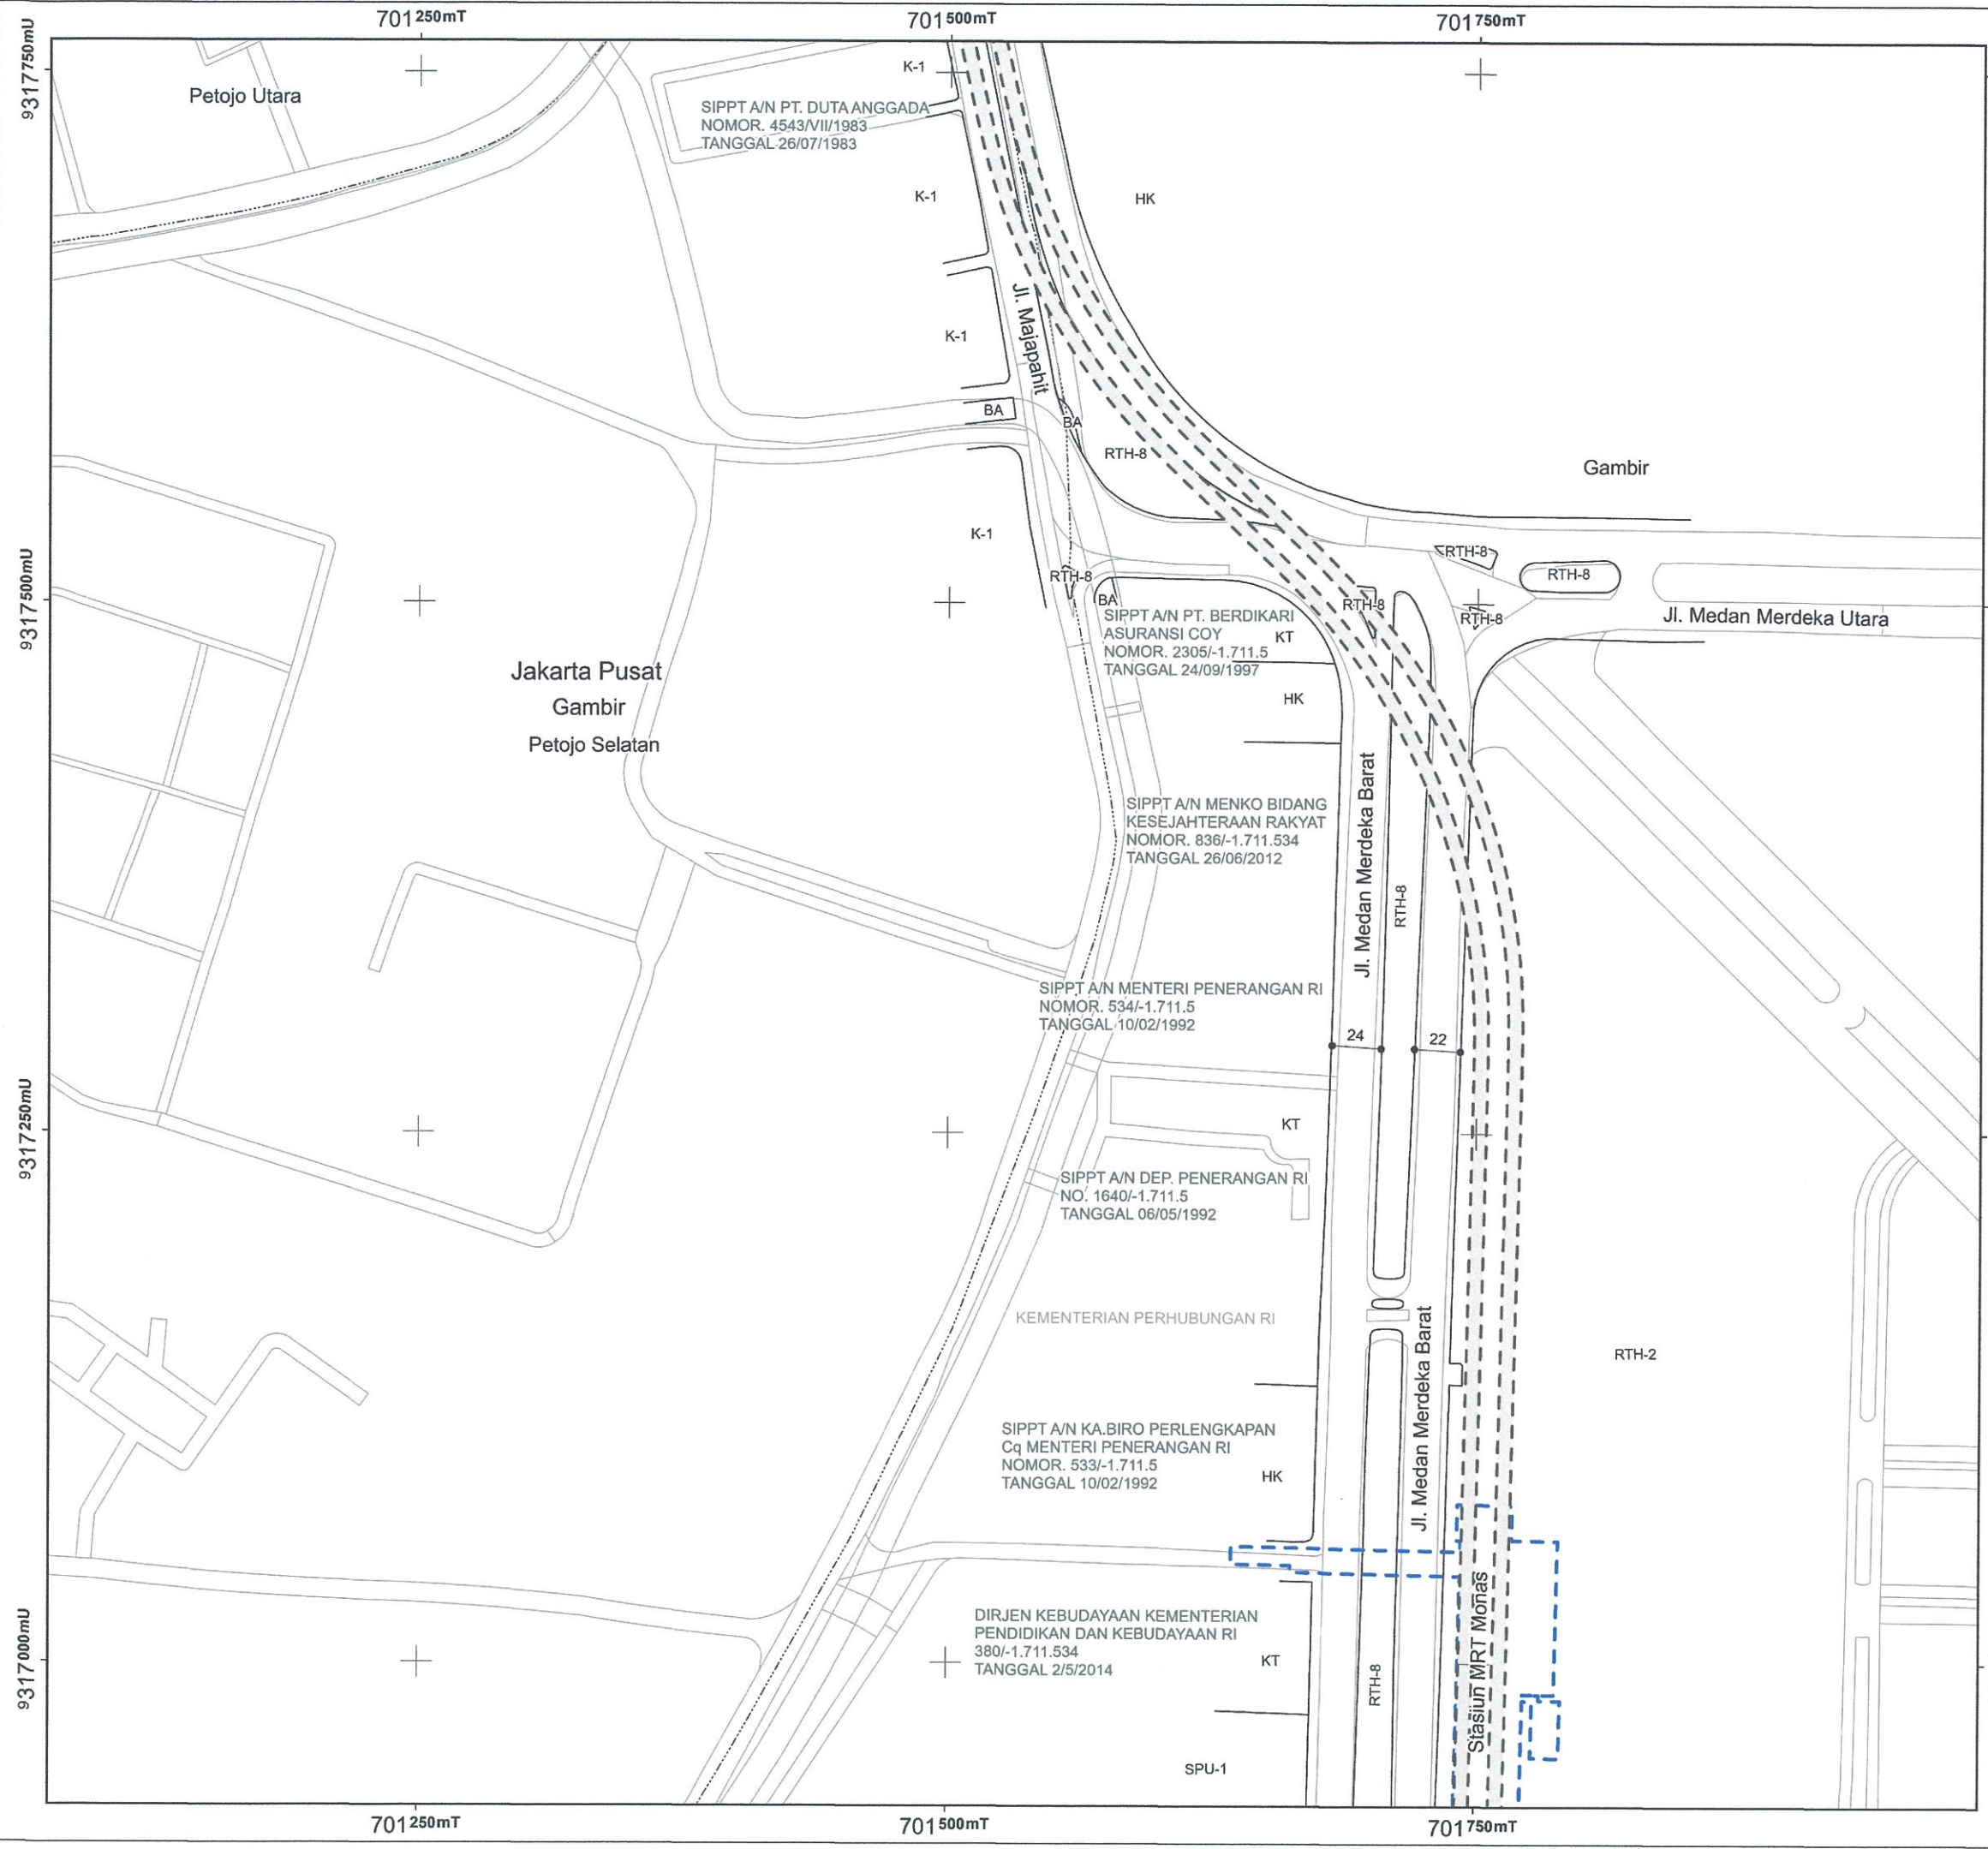 701250mT
701500mT
701750mT
9317750mU
Petojo Utara
K-1
SIPPT A/N PT. DUTA ANGGADA
NOMOR. 4543/VII/1983
TANGGAL 26/07/1983
K-1
HK
Jl. Majapahit
K-1
BA
BA
RTH-8
Gambir
K-1
RTH-8
RTH-8
RTH-8
9317500mU
BA
RTH-8
RTH-8
Jl. Medan Merdeka Utara
SIPPT A/N PT. BERDIKARI
ASURANSI COY
NOMOR. 2305/-1.711.5
TANGGAL 24/09/1997
KT
Jakarta Pusat
Gambir
Petojo Selatan
HK
Jl. Medan Merdeka Barat
SIPPT A/N MENKO BIDANG
KESEJAHTERAAN RAKYAT
NOMOR. 836/-1.711.534
TANGGAL 26/06/2012
RTH-8
SIPPT A/N MENTERI PENERANGAN RI
NOMOR. 534/-1.711.5
TANGGAL 10/02/1992
24
22
9317250mU
KT
SIPPT A/N DEP. PENERANGAN RI
NO. 1640/-1.711.5
TANGGAL 06/05/1992
KEMENTERIAN PERHUBUNGAN RI
Jl. Medan Merdeka Barat
RTH-2
SIPPT A/N KA.BIRO PERLENGKAPAN
Cq MENTERI PENERANGAN RI
NOMOR. 533/-1.711.5
TANGGAL 10/02/1992
HK
9317000mU
DIRJEN KEBUDAYAAN KEMENTERIAN
PENDIDIKAN DAN KEBUDAYAAN RI
380/-1.711.534
TANGGAL 2/5/2014
KT
RTH-8
Stasiun MRT Monas
SPU-1
701250mT
701500mT
701750mT